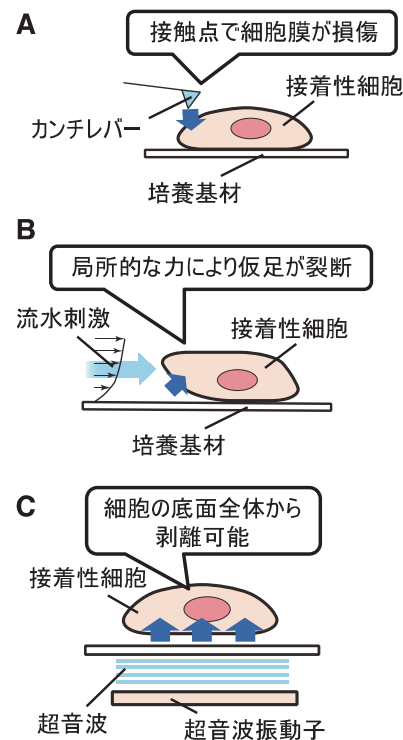 A
接触点で細胞膜が損傷
接着性細胞
カンチレバー
培養基材
B
局所的な力により仮足が裂断
流水刺激
接着性細胞
培養基材
C
細胞の底面全体から
剥離可能
接着性細胞
超音波
超音波振動子